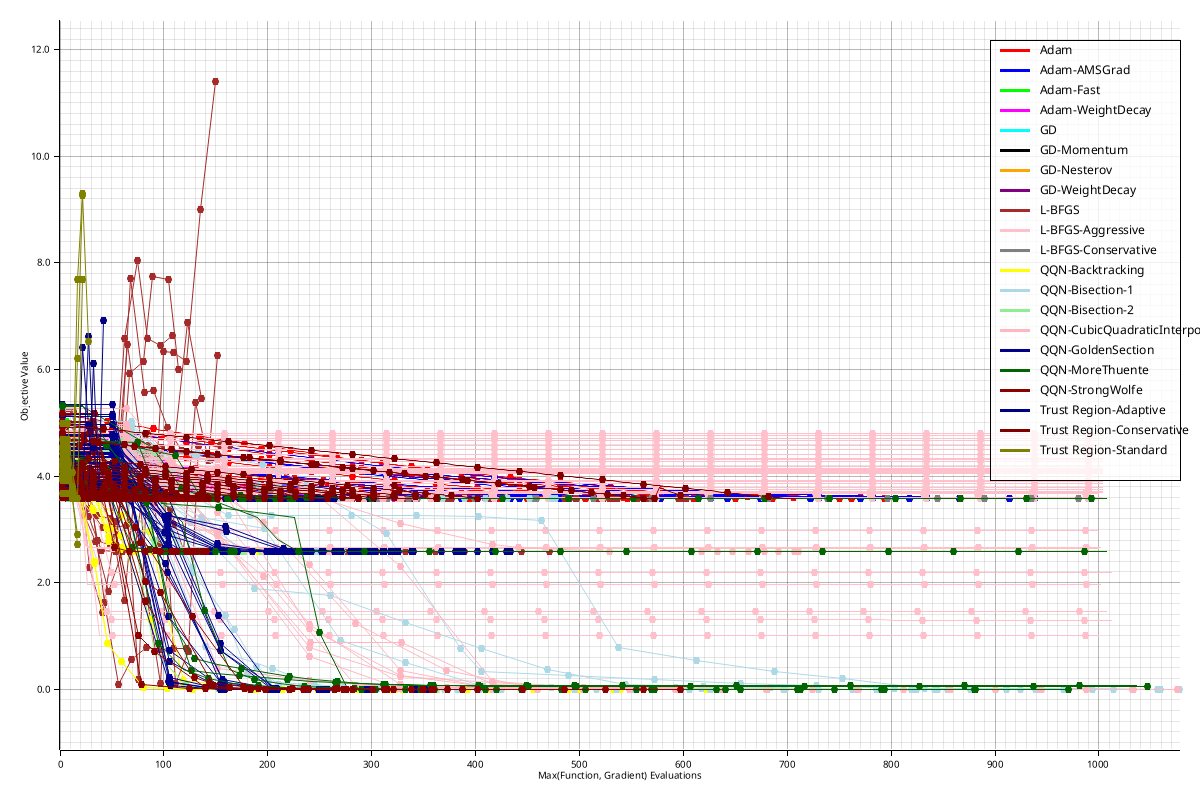 12.0
10.0
8.0
6.0
4.0
2.0
0.0
Objective Value
0
100
200
300
400
500
600
700
800
900
1000
Max(Function, Gradient) Evaluations
Adam
Adam-AMSGrad
Adam-Fast
Adam-WeightDecay
GD
GD-Momentum
GD-Nesterov
GD-WeightDecay
L-BFGS
L-BFGS-Aggressive
L-BFGS-Conservative
QQN-Backtracking
QQN-Bisection-1
QQN-Bisection-2
QQN-CubicQuadraticInterpo
QQN-GoldenSection
QQN-MoreThuente
QQN-StrongWolfe
Trust Region-Adaptive
Trust Region-Conservative
Trust Region-Standard